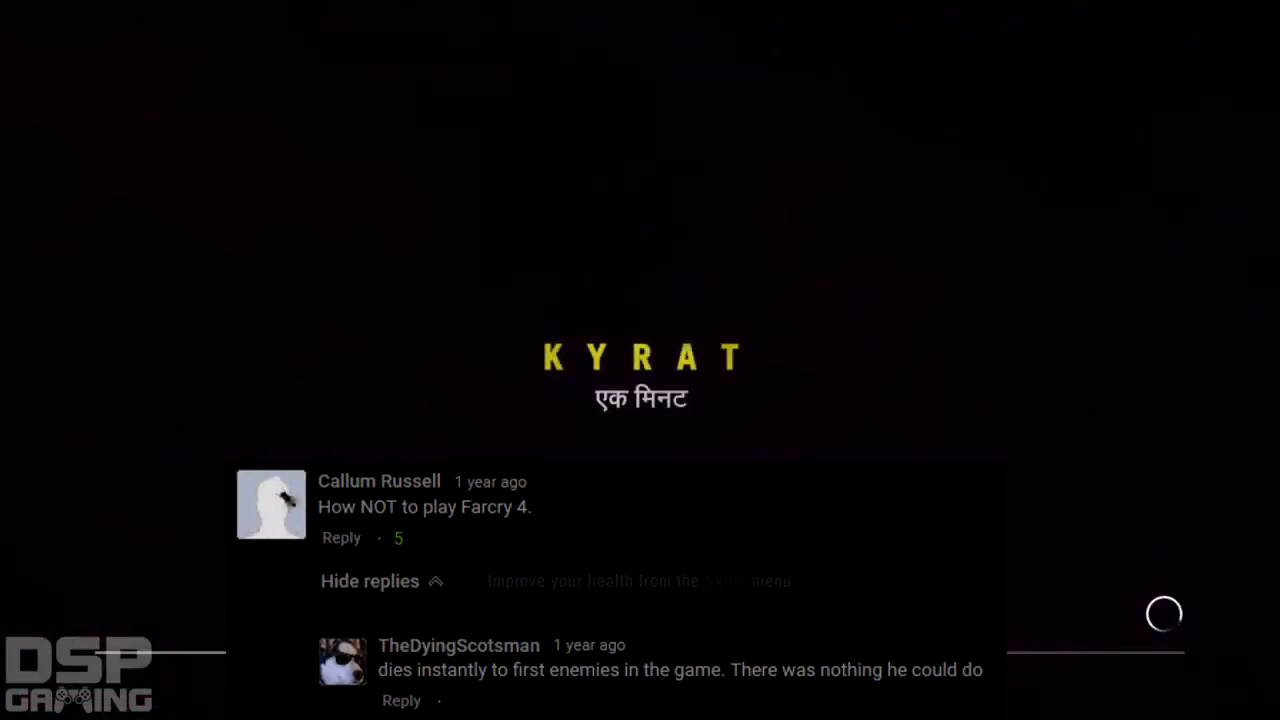 KYRAT
एक मिनट
Callum Russell 1 year ago
How NOT to play Farcry 4.
Reply · 5
Hide replies
Improve your health from the Skills menu
TheDyingScotsman 1 year ago
dies instantly to first enemies in the game. There was nothing he could do
Reply ·
DSP
GAMING